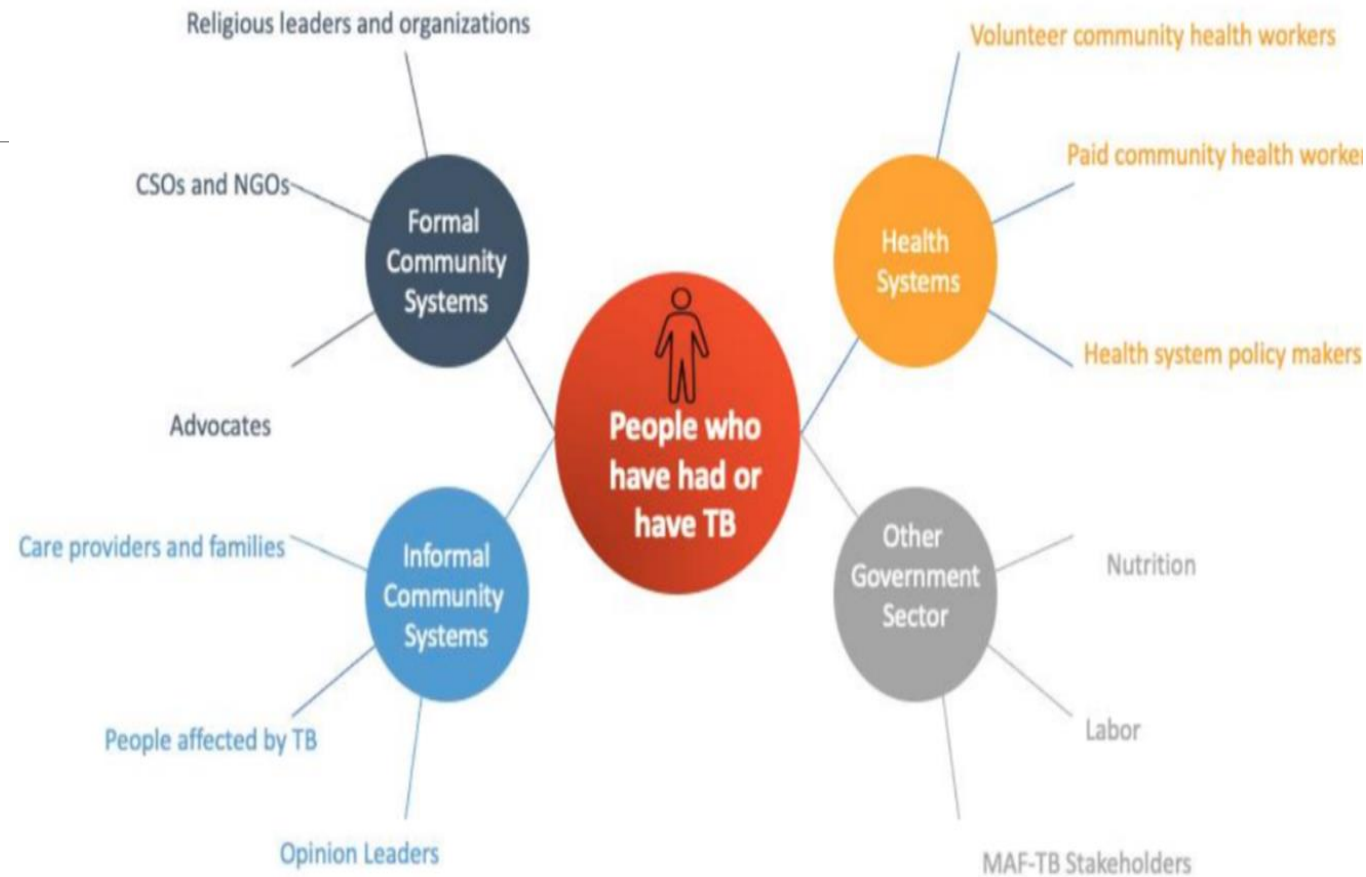 Religious leaders and organizations
CSOs and NGOs
Formal
Community
Systems
Advocates
Care providers and families
Informal
Community
Systems
People affected by TB
Opinion Leaders
People who
have had or
have TB
Volunteer community health workers
Paid community health worker
Health
Systems
Health system policy makers
Other
Government
Sector
Nutrition
Labor
MAF-TB Stakeholders